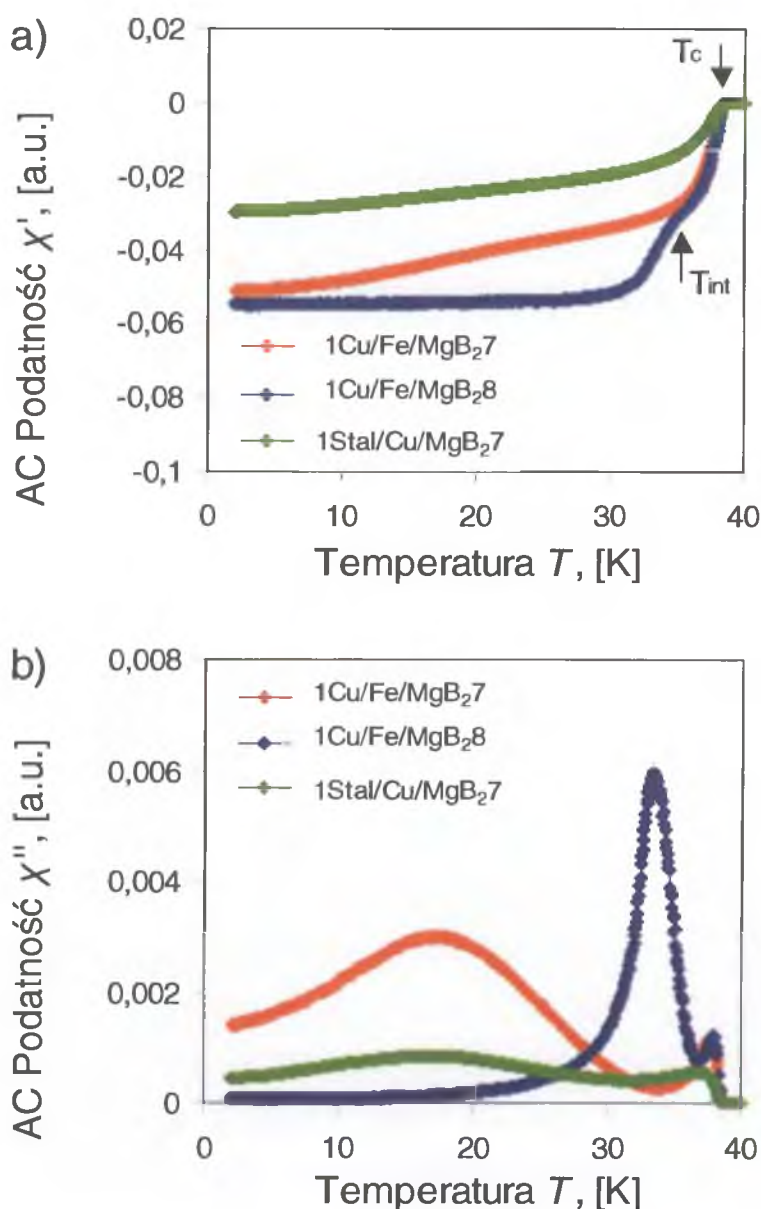 a)
AC Podatność χ', [a.u.]
0,02
0
-0,02
-0,04
-0,06
-0,08
-0,1
Tc
Tint
1Cu/Fe/MgB₂7
1Cu/Fe/MgB₂8
1Stal/Cu/MgB₂7
0 10 20 30 40
Temperatura T, [K]
b)
AC Podatność χ'', [a.u.]
0,008
0,006
0,004
0,002
0
1Cu/Fe/MgB₂7
1Cu/Fe/MgB₂8
1Stal/Cu/MgB₂7
0 10 20 30 40
Temperatura T, [K]